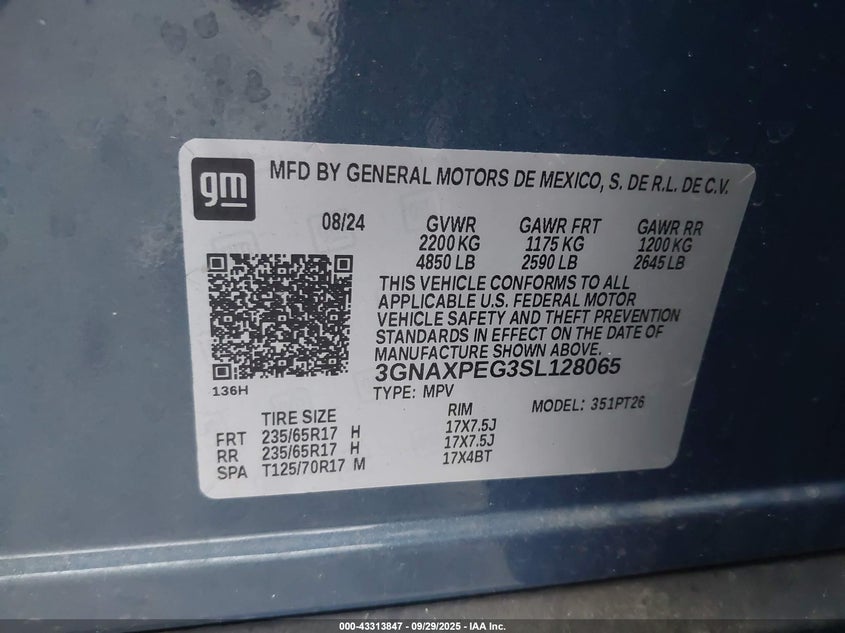 gm
MFD BY GENERAL MOTORS DE MEXICO, S. DE R.L. DE C.V.
08/24 GVWR GAWR FRT GAWR RR
2200 KG 1175 KG 1200 KG
4850 LB 2590 LB 2645 LB
THIS VEHICLE CONFORMS TO ALL
APPLICABLE U.S. FEDERAL MOTOR
VEHICLE SAFETY AND THEFT PREVENTION
STANDARDS IN EFFECT ON THE DATE OF
MANUFACTURE SHOWN ABOVE.
136H
3GNAXPEG3SL128065
TYPE: MPV MODEL: 351PT26
TIRE SIZE RIM
FRT 235/65R17 H 17X7.5J
RR 235/65R17 H 17X7.5J
SPA T125/70R17 M 17X4BT
000-43313847 - 09/29/2025 - IAA Inc.